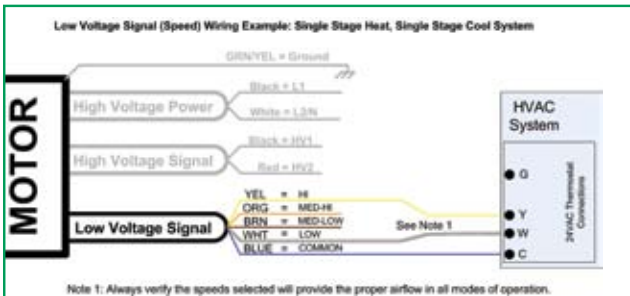 Low Voltage Signal (Speed) Wiring Example: Single Stage Heat, Single Stage Cool System
GRN/YEL = Ground
MOTOR
High Voltage Power
Black = L1
White = L2/N
High Voltage Signal
Black = HV1
Red = HV2
Low Voltage Signal
YEL = HI
ORG = MED-HI
BRN = MED-LOW
WHT = LOW
BLUE = COMMON
See Note 1
HVAC
System
G
Y
W
C
24VAC Thermostat
Connections
Note 1: Always verify the speeds selected will provide the proper airflow in all modes of operation.